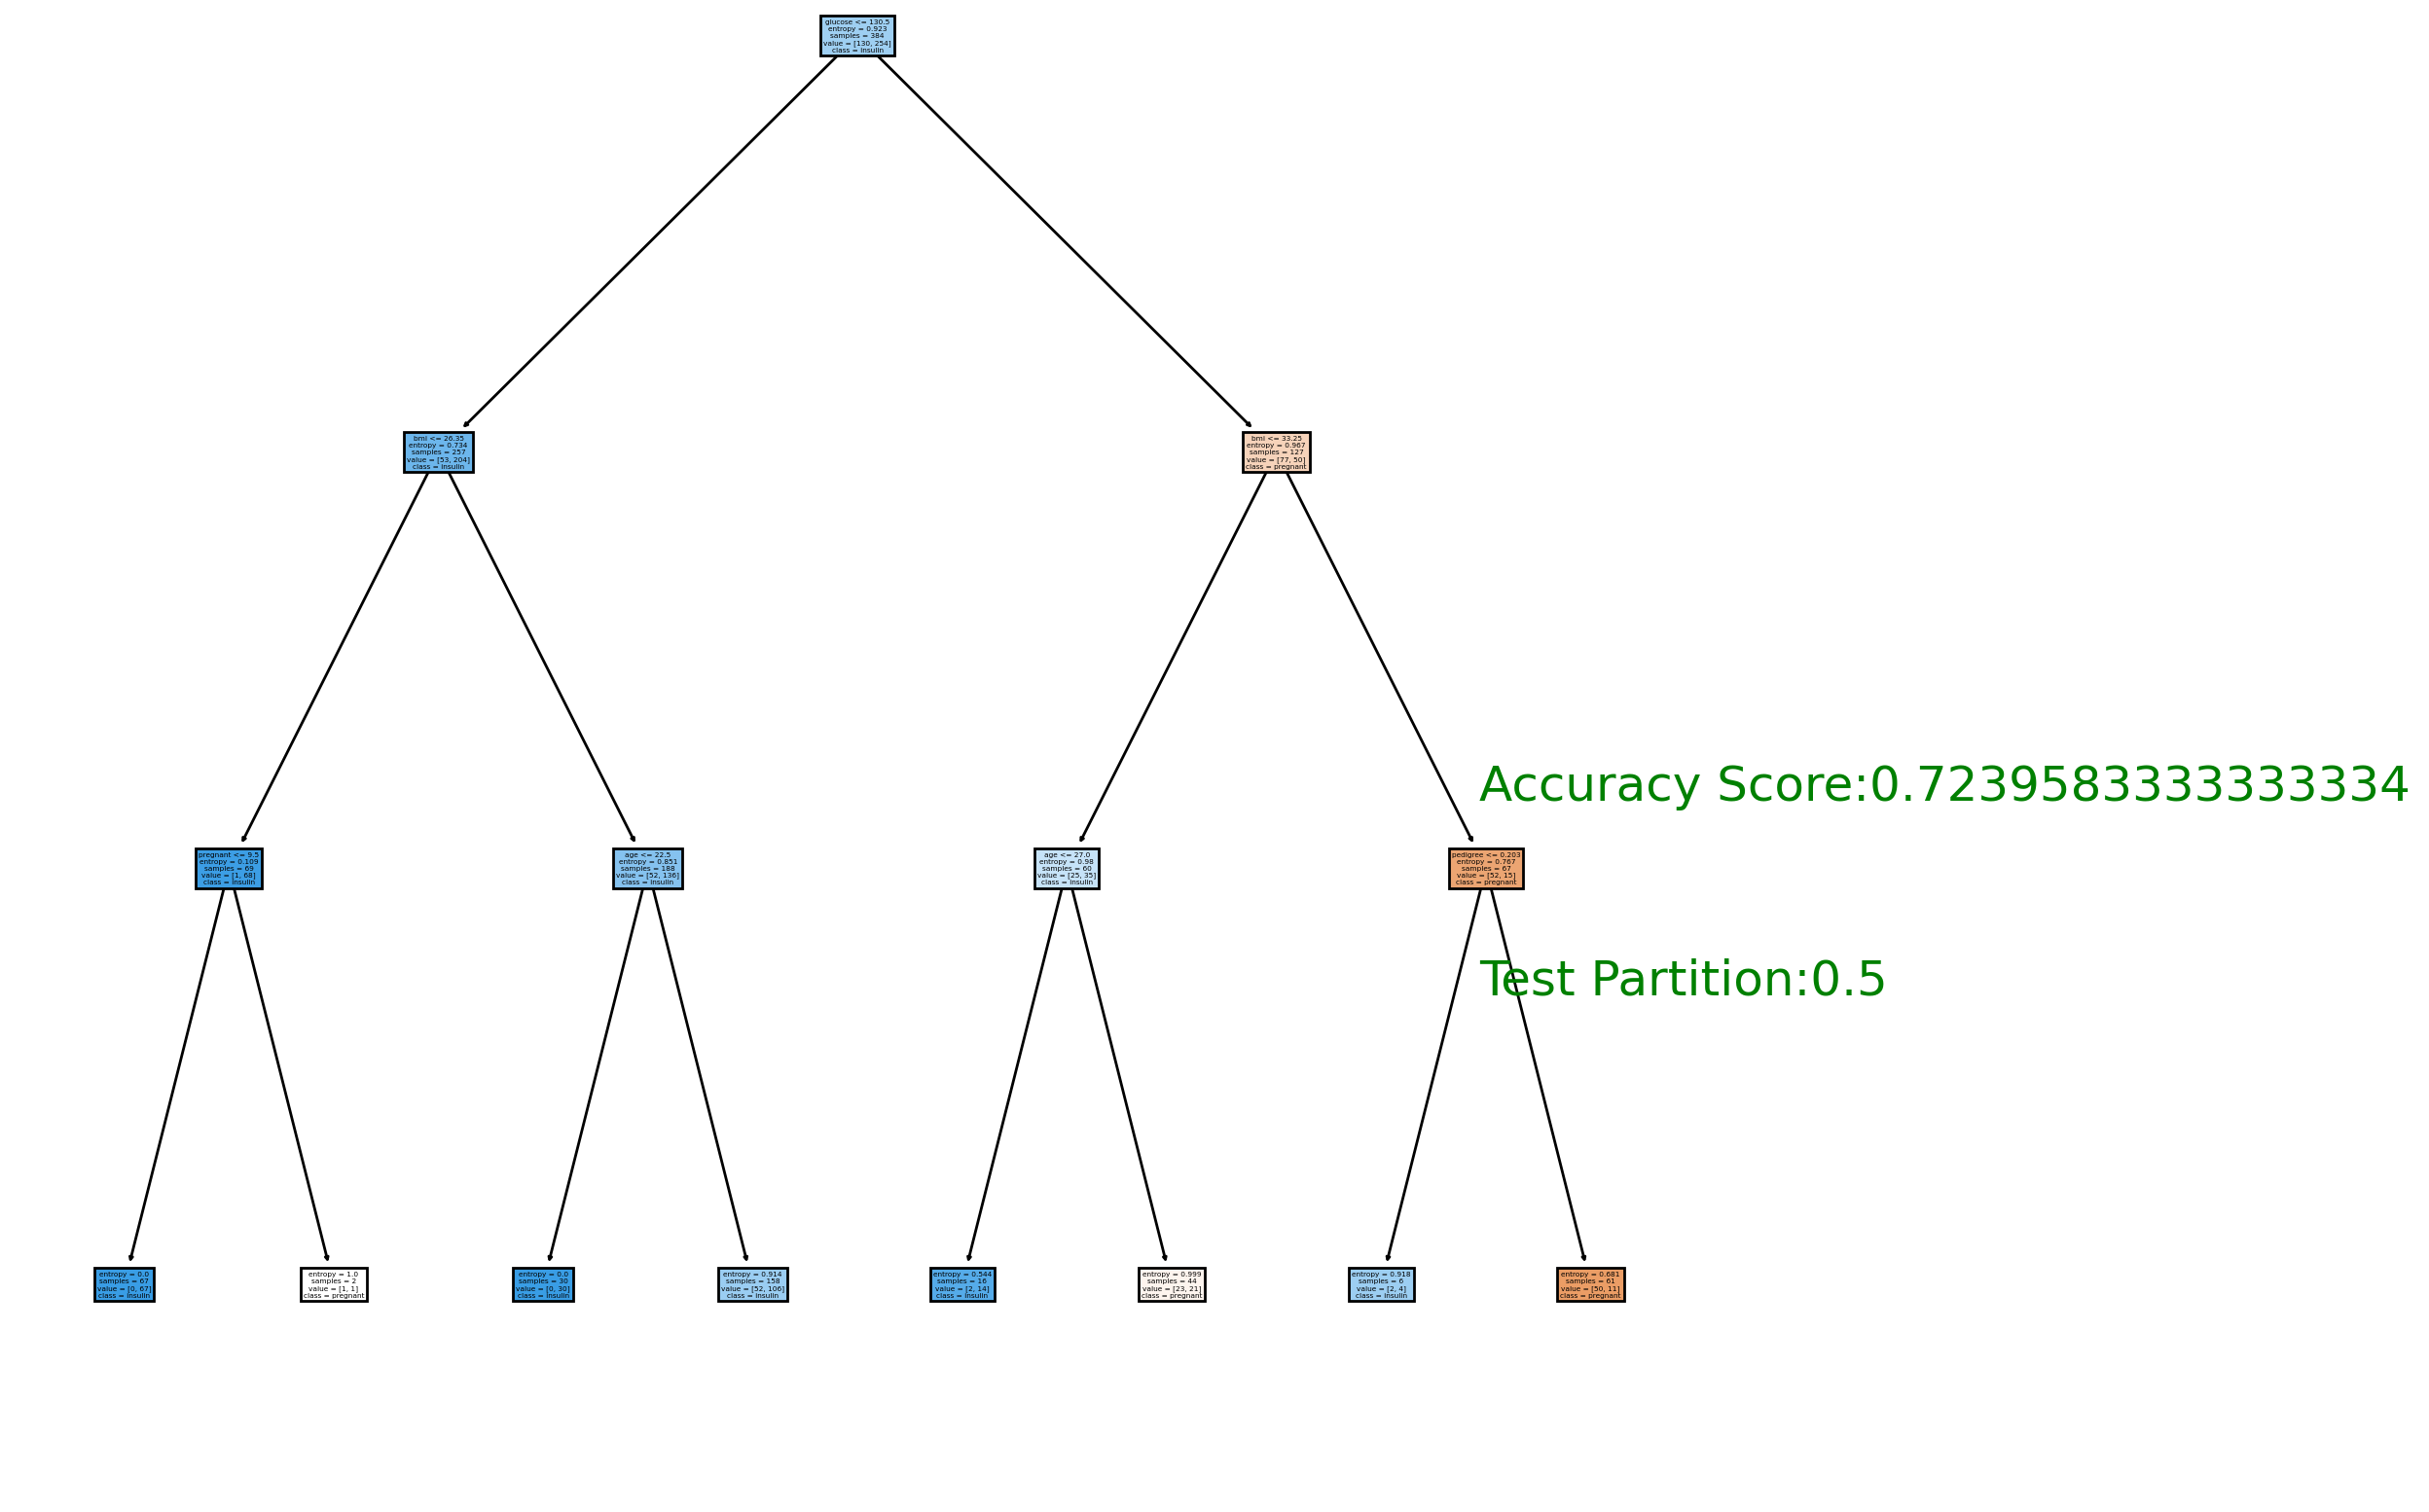 glucose <= 130.5
entropy = 0.923
samples = 384
value = [130, 254]
class = insulin
bmi <= 26.35
entropy = 0.734
samples = 257
value = [53, 204]
class = insulin
bmi <= 33.25
entropy = 0.967
samples = 127
value = [77, 50]
class = pregnant
Accuracy Score:0.7239583333333334
pregnant <= 9.5
entropy = 0.109
samples = 69
value = [1, 68]
class = insulin
age <= 22.5
entropy = 0.851
samples = 188
value = [52, 136]
class = insulin
age <= 27.0
entropy = 0.98
samples = 60
value = [25, 35]
class = insulin
pedigree <= 0.203
entropy = 0.767
samples = 67
value = [52, 15]
class = pregnant
Test Partition:0.5
entropy = 0.0
samples = 67
value = [0, 67]
class = insulin
entropy = 1.0
samples = 2
value = [1, 1]
class = pregnant
entropy = 0.0
samples = 30
value = [0, 30]
class = insulin
entropy = 0.914
samples = 158
value = [52, 106]
class = insulin
entropy = 0.544
samples = 16
value = [2, 14]
class = insulin
entropy = 0.999
samples = 44
value = [23, 21]
class = pregnant
entropy = 0.918
samples = 6
value = [2, 4]
class = insulin
entropy = 0.681
samples = 61
value = [50, 11]
class = pregnant